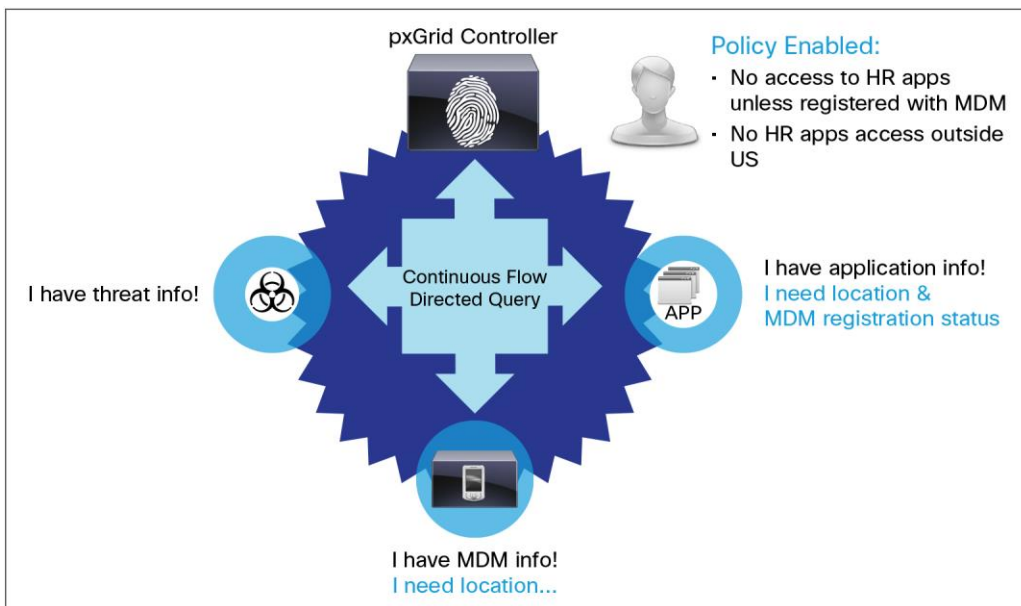 pxGrid Controller
Policy Enabled:
· No access to HR apps
unless registered with MDM
· No HR apps access outside
US
I have threat info!
Continuous Flow
Directed Query
APP
I have application info!
I need location &
MDM registration status
I have MDM info!
I need location...